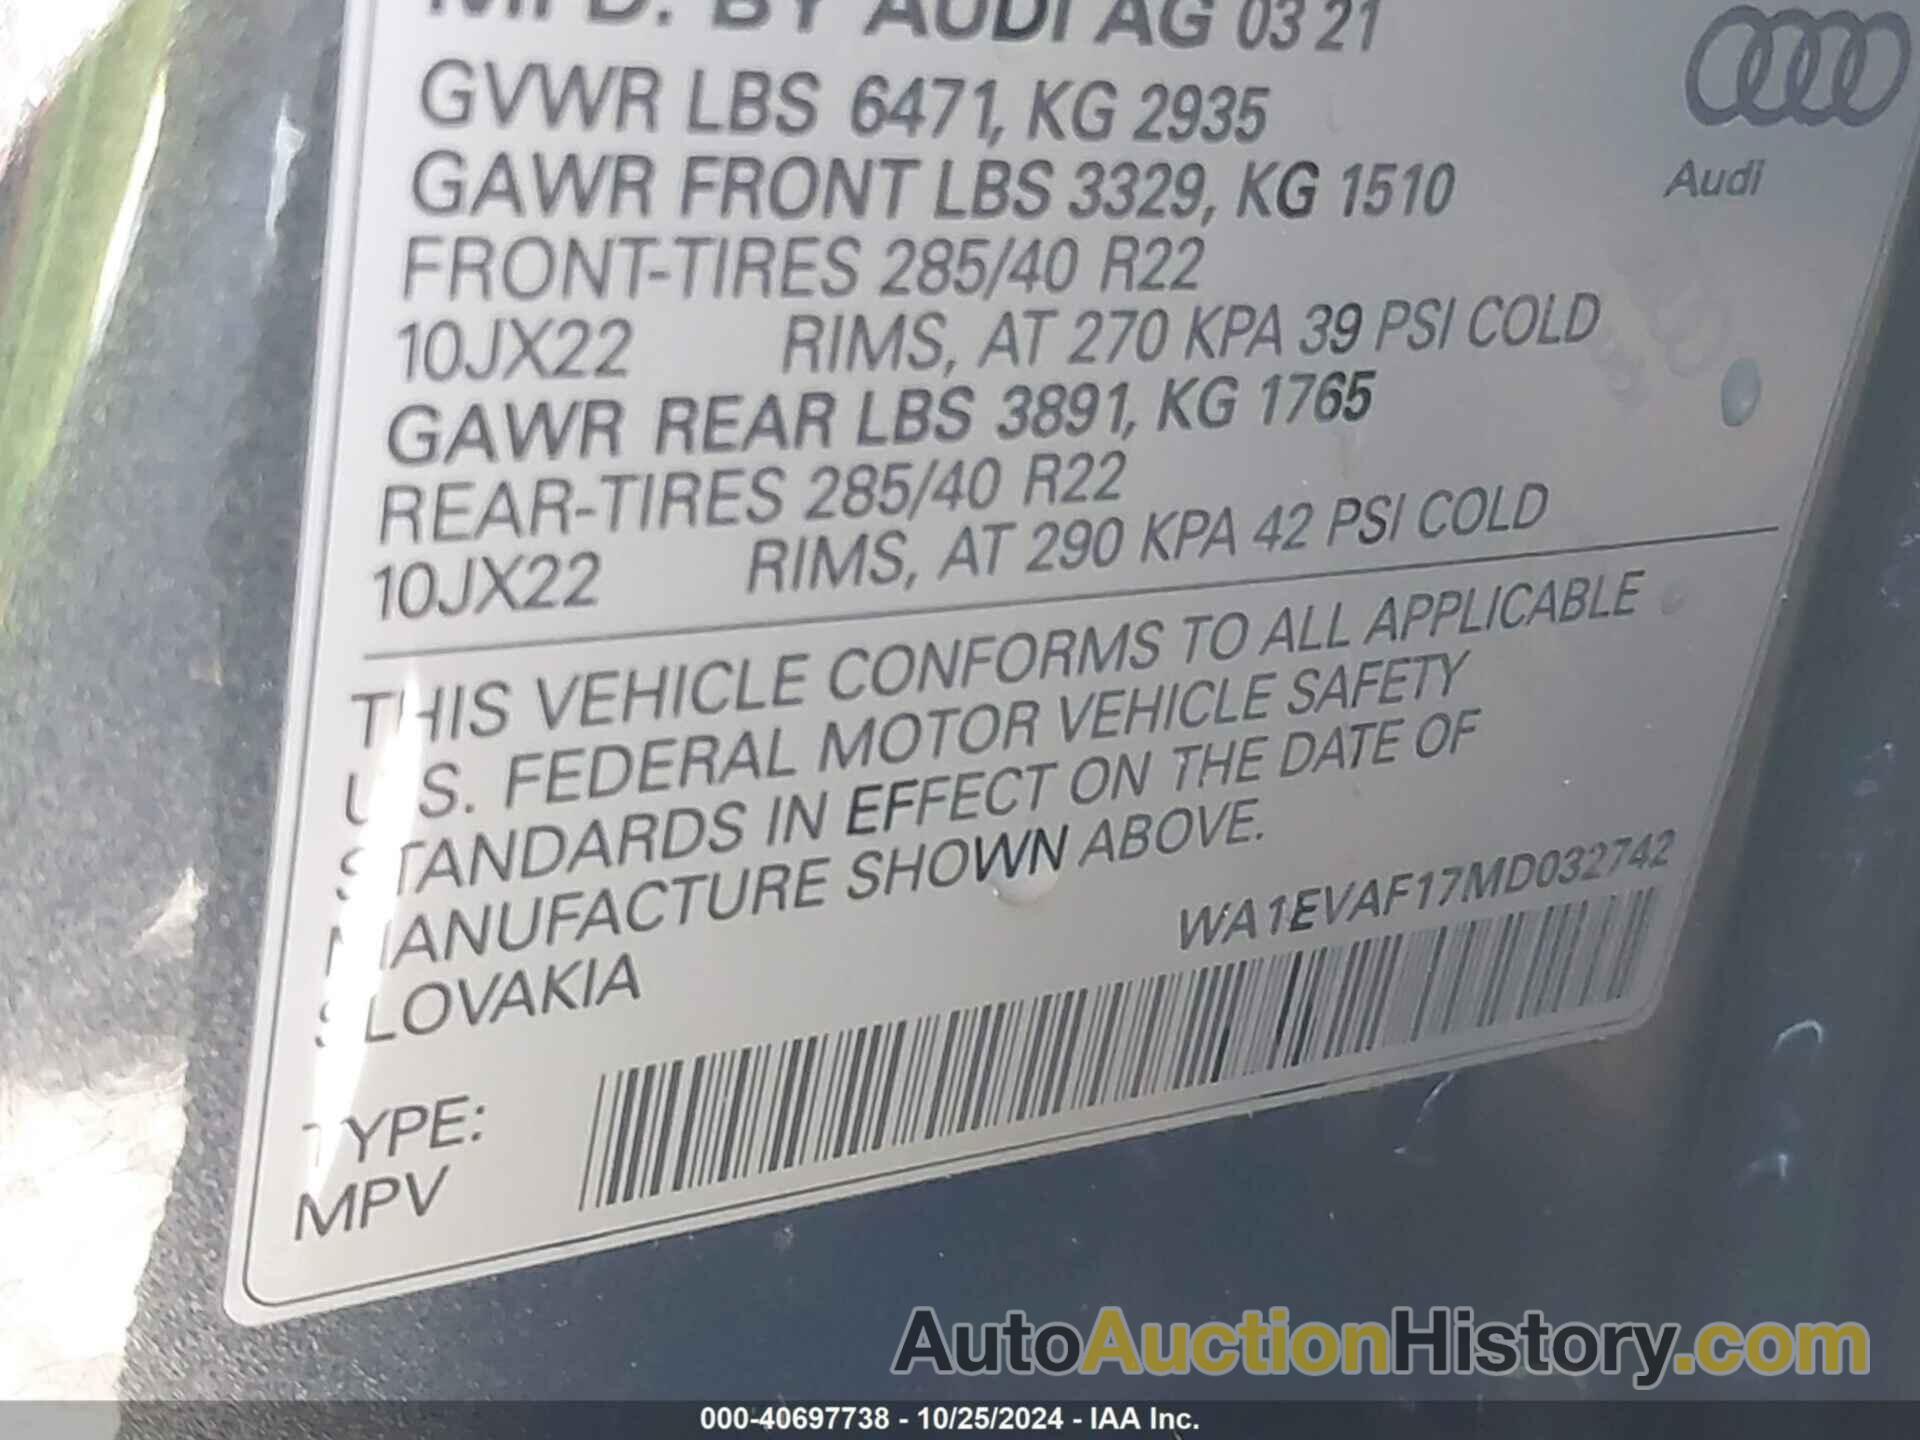 MFD. BY AUDI AG 03 21
GVWR LBS 6471, KG 2935
GAWR FRONT LBS 3329, KG 1510
FRONT-TIRES 285/40 R22
10JX22 RIMS, AT 270 KPA 39 PSI COLD
GAWR REAR LBS 3891, KG 1765
REAR-TIRES 285/40 R22
10JX22 RIMS, AT 290 KPA 42 PSI COLD
Audi
THIS VEHICLE CONFORMS TO ALL APPLICABLE
U.S. FEDERAL MOTOR VEHICLE SAFETY
STANDARDS IN EFFECT ON THE DATE OF
MANUFACTURE SHOWN ABOVE.
SLOVAKIA
WA1EVAF17MD032742
TYPE:
MPV
AutoAuctionHistory.com
000-40697738 - 10/25/2024 - IAA Inc.